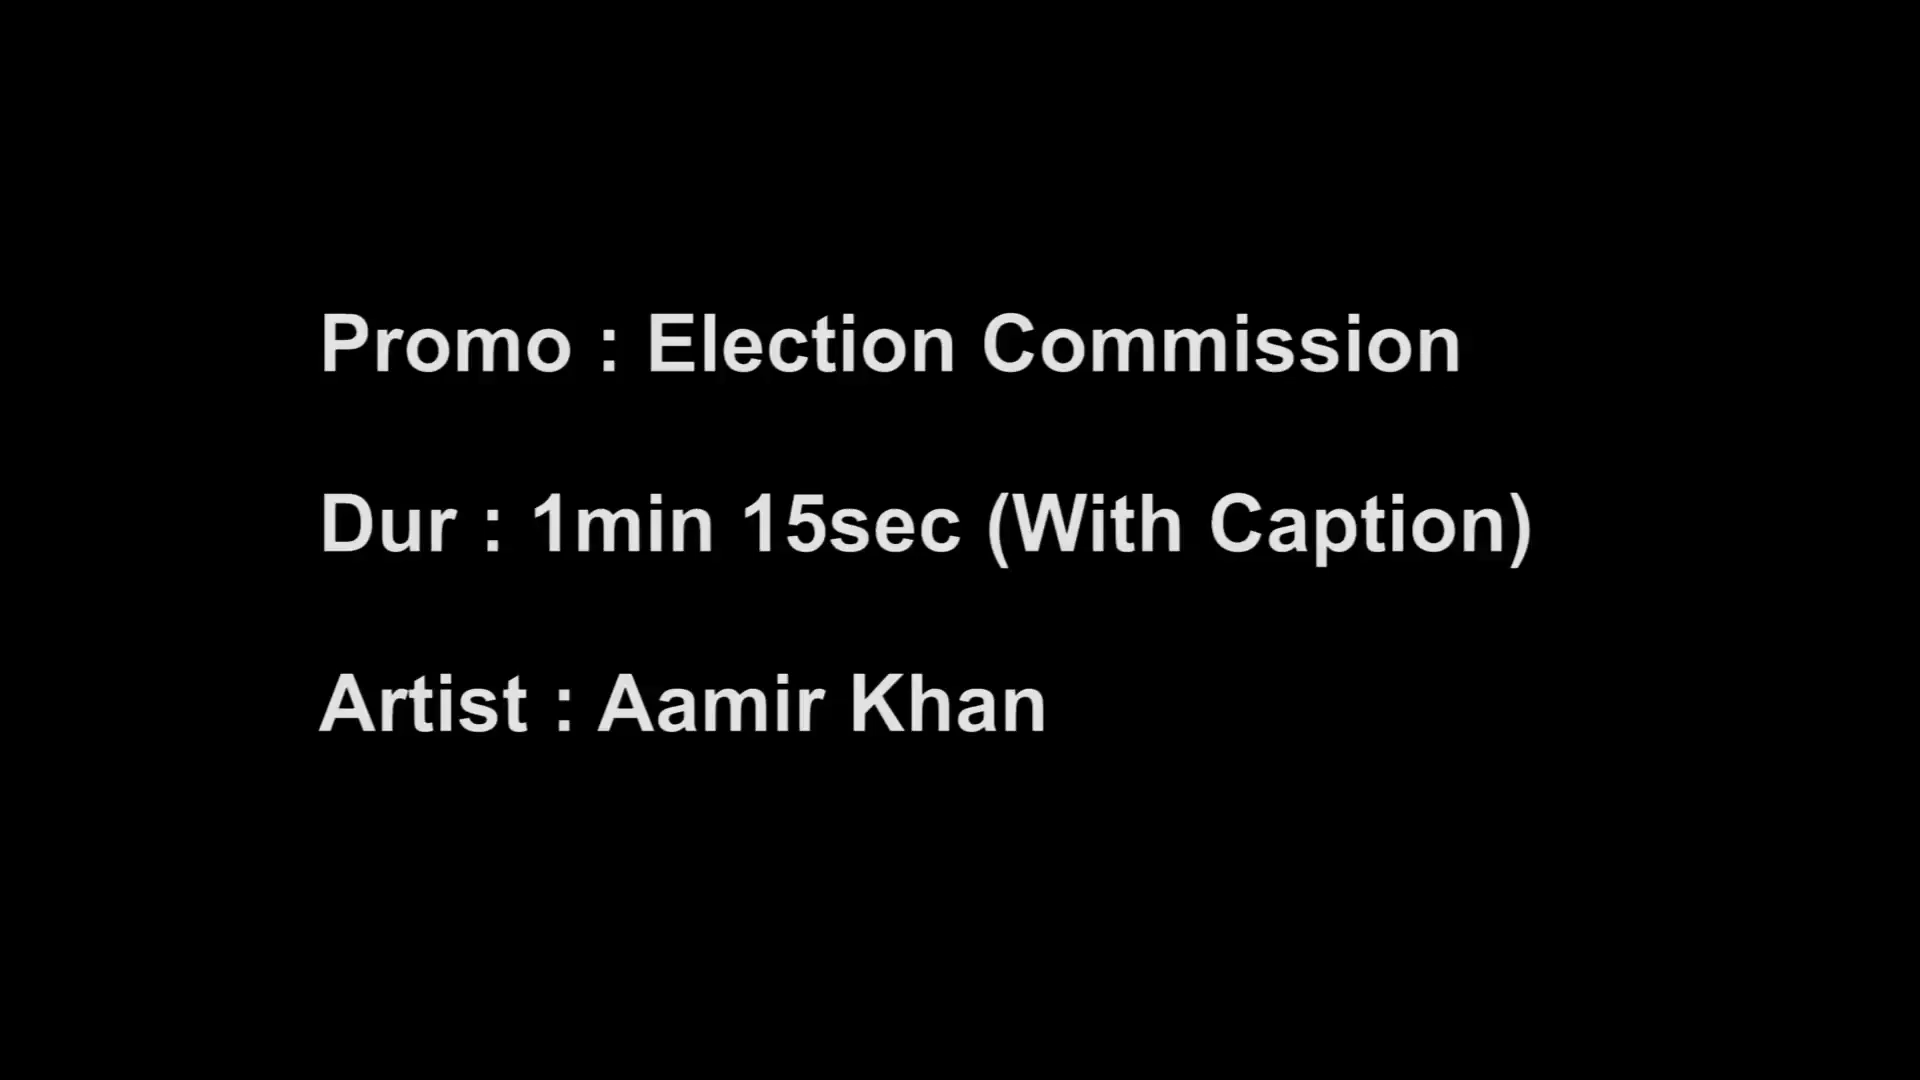 Promo : Election Commission
Dur : 1min 15sec (With Caption)
Artist : Aamir Khan